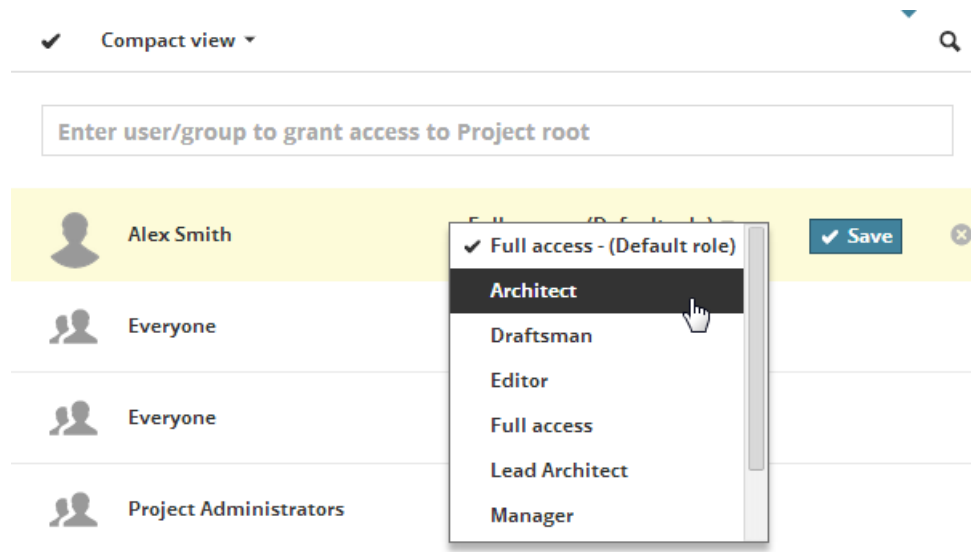 Compact view
Enter user/group to grant access to Project root
Alex Smith
Save
Full access - (Default role)
Architect
Draftsman
Editor
Full access
Lead Architect
Manager
Everyone
Everyone
Project Administrators